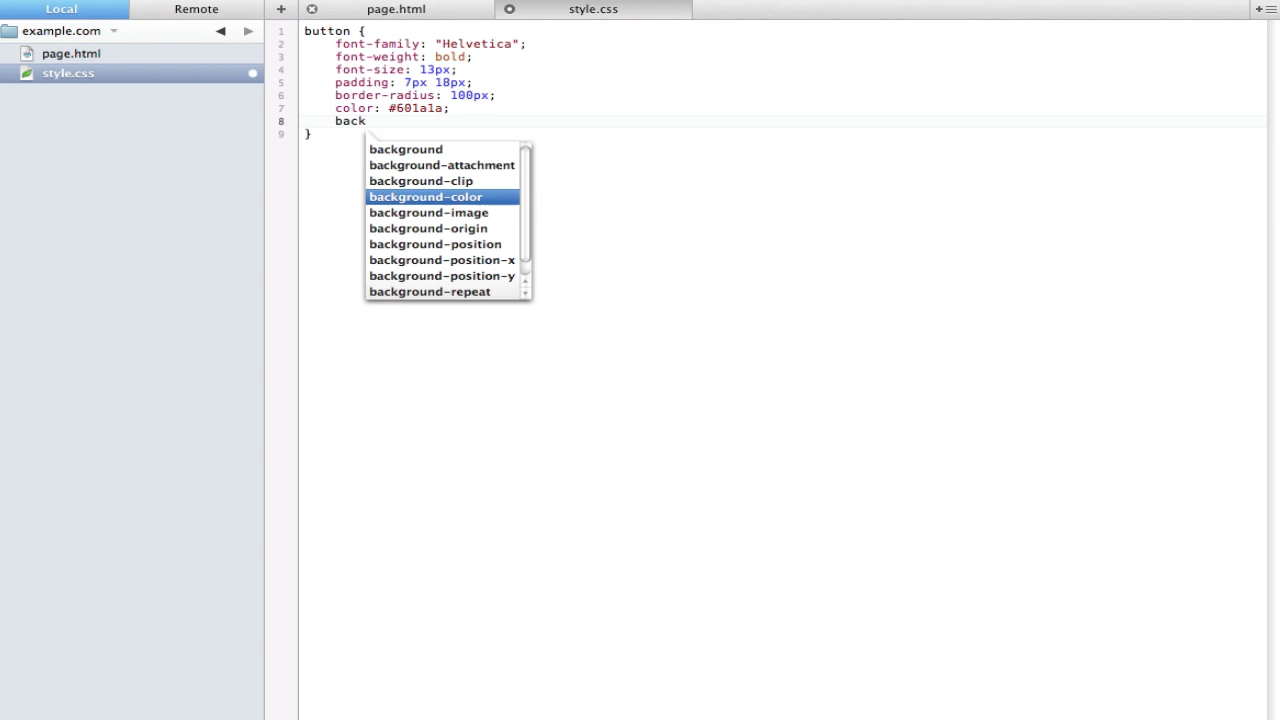 Local Remote + page.html style.css +
example.com
page.html
style.css
1 button {
2 font-family: "Helvetica";
3 font-weight: bold;
4 font-size: 13px;
5 padding: 7px 18px;
6 border-radius: 100px;
7 color: #601a1a;
8 back
9 }
background
background-attachment
background-clip
background-color
background-image
background-origin
background-position
background-position-x
background-position-y
background-repeat